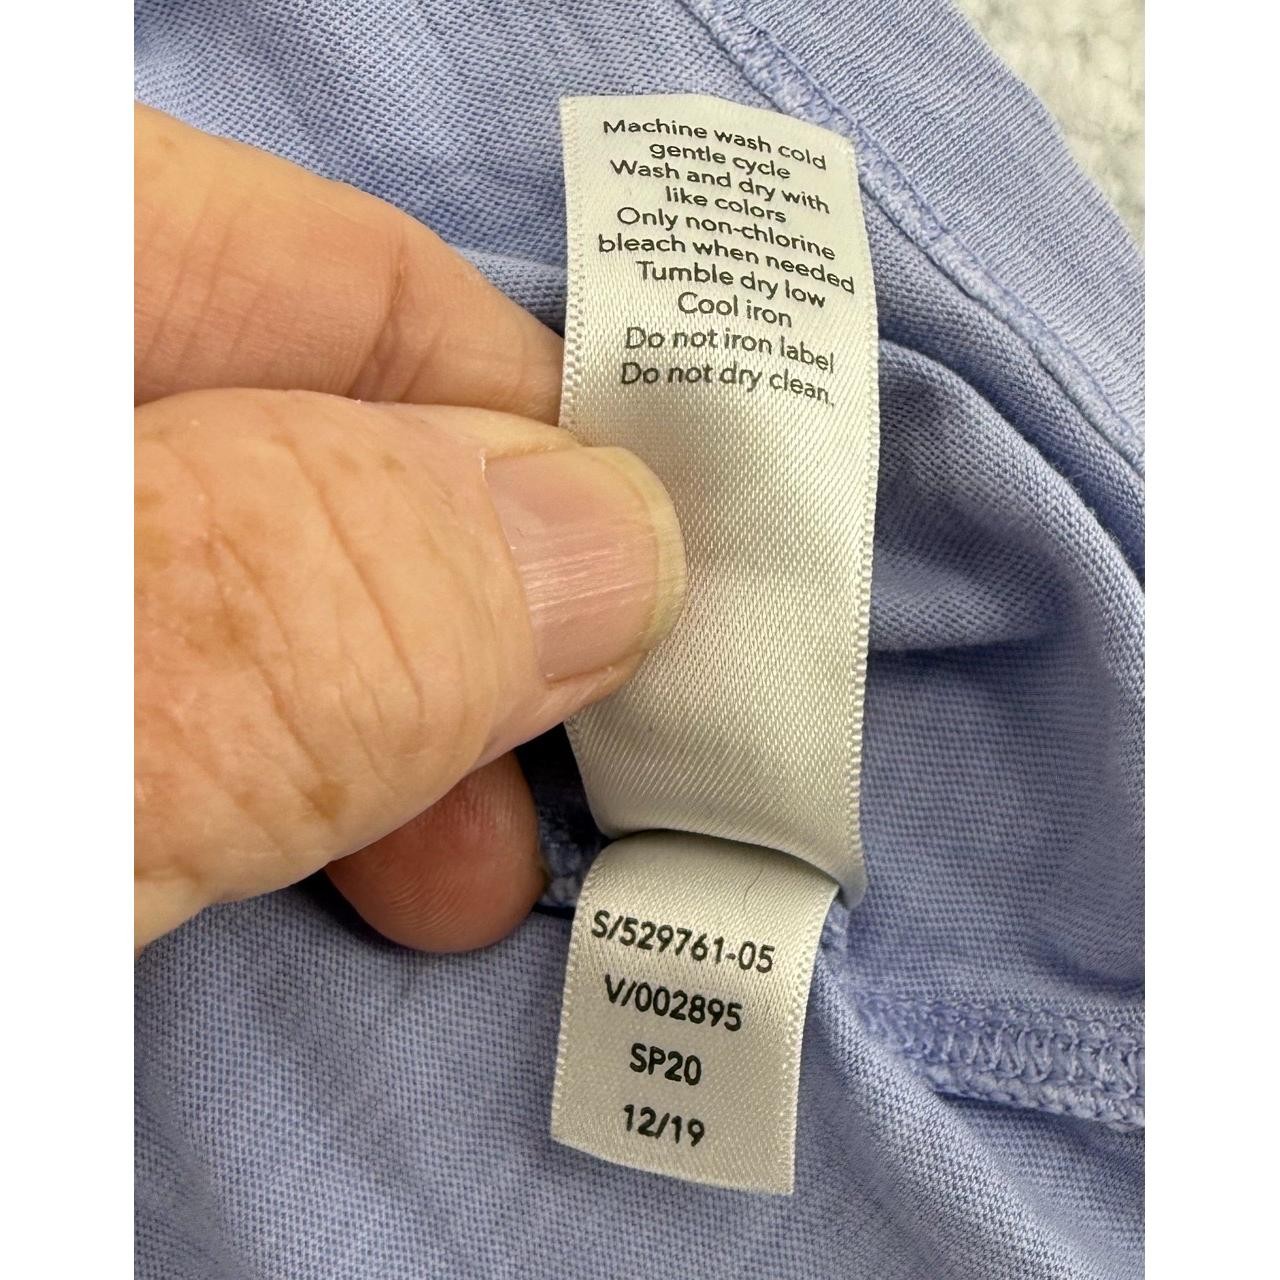 Machine wash cold
gentle cycle
Wash and dry with
like colors
Only non-chlorine
bleach when needed
Tumble dry low
Cool iron
Do not iron label
Do not dry clean.
S/529761-05
V/002895
SP20
12/19